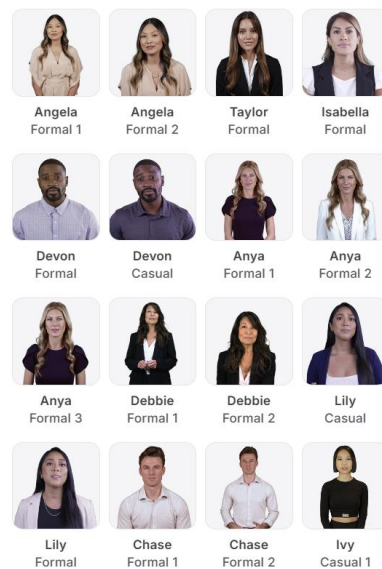 Angela Angela Taylor Isabella
Formal 1 Formal 2 Formal Formal
Devon Devon Anya Anya
Formal Casual Formal 1 Formal 2
Anya Debbie Debbie Lily
Formal 3 Formal 1 Formal 2 Casual
Lily Chase Chase Ivy
Formal Formal 1 Formal 2 Casual 1